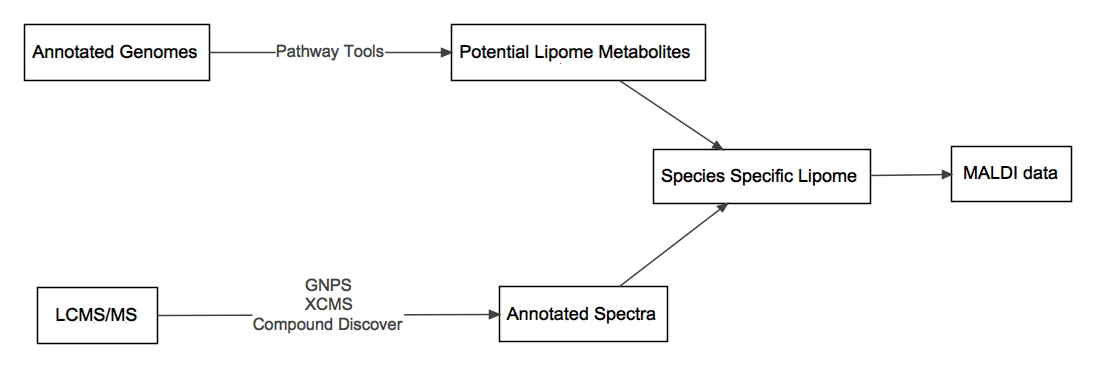 Annotated Genomes
Pathway Tools
Potential Lipome Metabolites
Species Specific Lipome
MALDI data
LCMS/MS
GNPS
XCMS
Compound Discover
Annotated Spectra